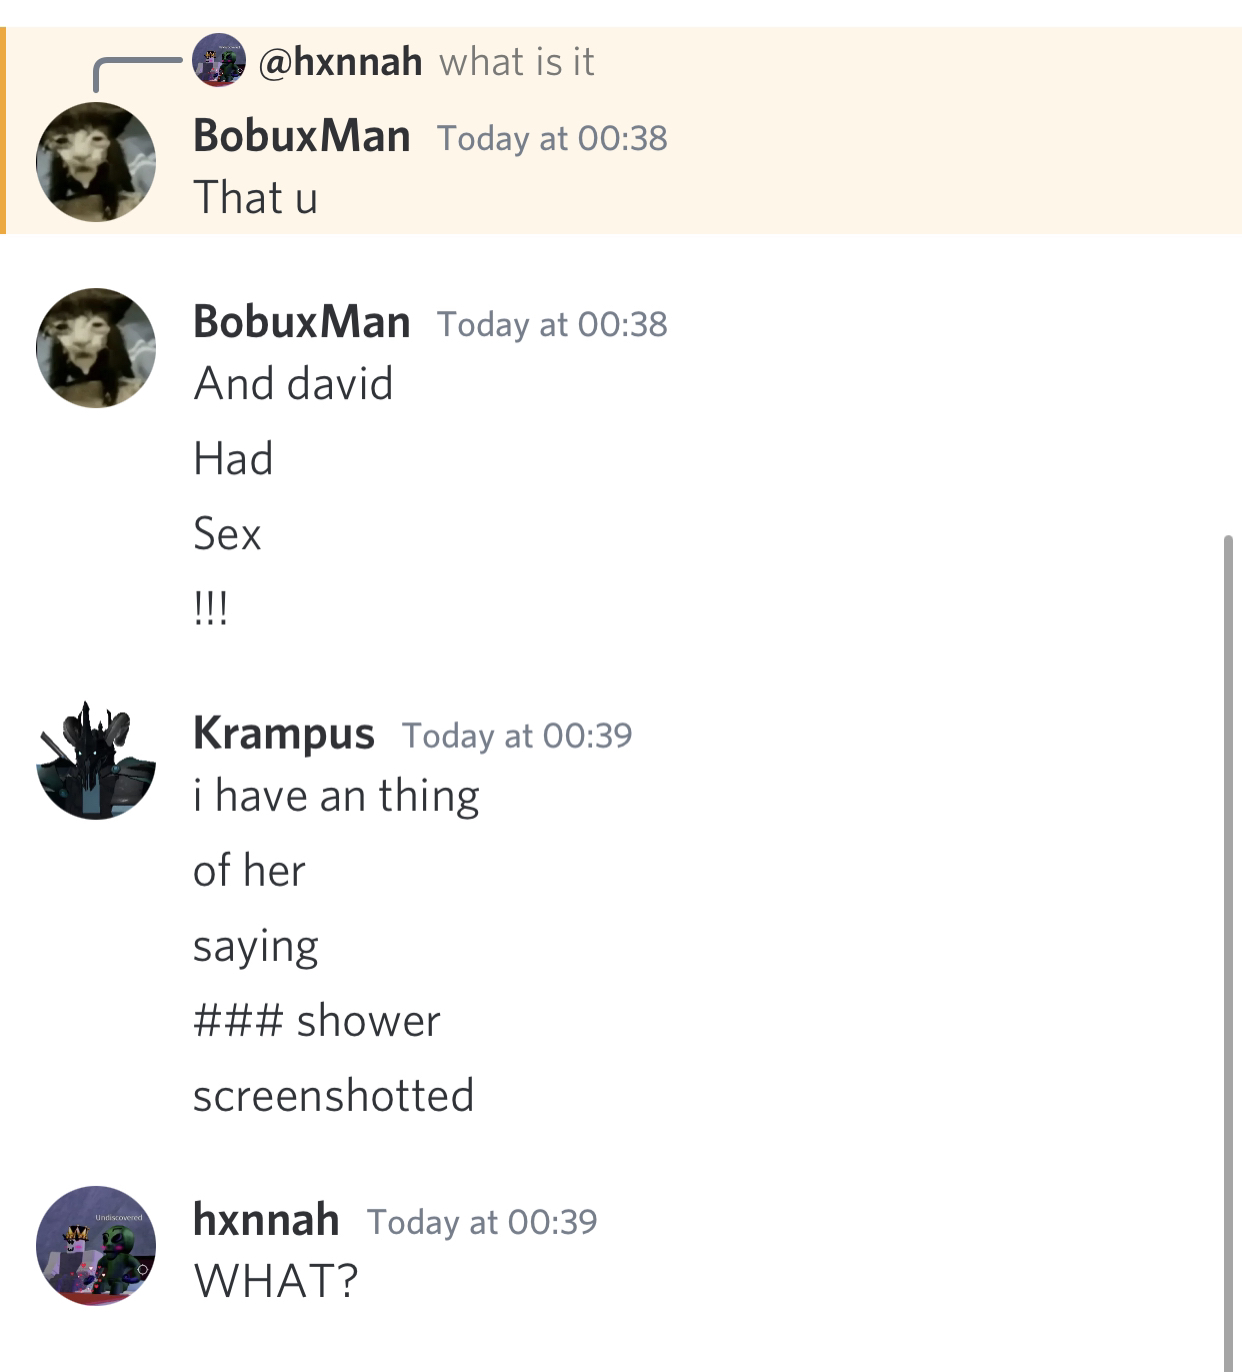 @hxnnah what is it
BobuxMan Today at 00:38
That u
BobuxMan Today at 00:38
And david
Had
Sex
!!!
Krampus Today at 00:39
i have an thing
of her
saying
### shower
screenshotted
Undiscovered
hxnnah Today at 00:39
WHAT?